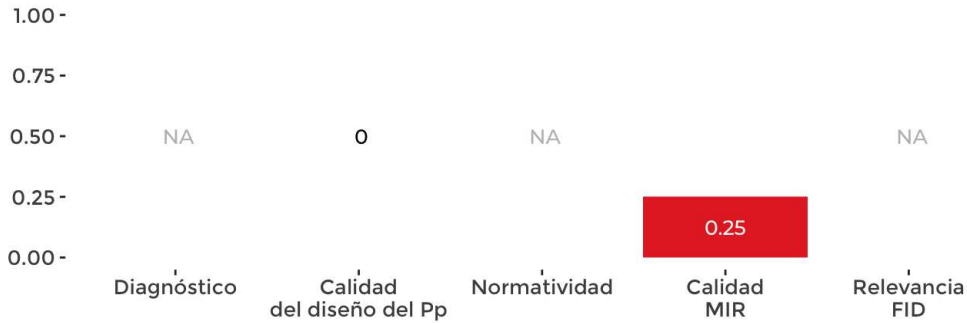 1.00
0.75
0.50
0.25
0.00
NA
0
NA
NA
0.25
Diagnóstico
Calidad
del diseño del Pp
Normatividad
Calidad
MIR
Relevancia
FID